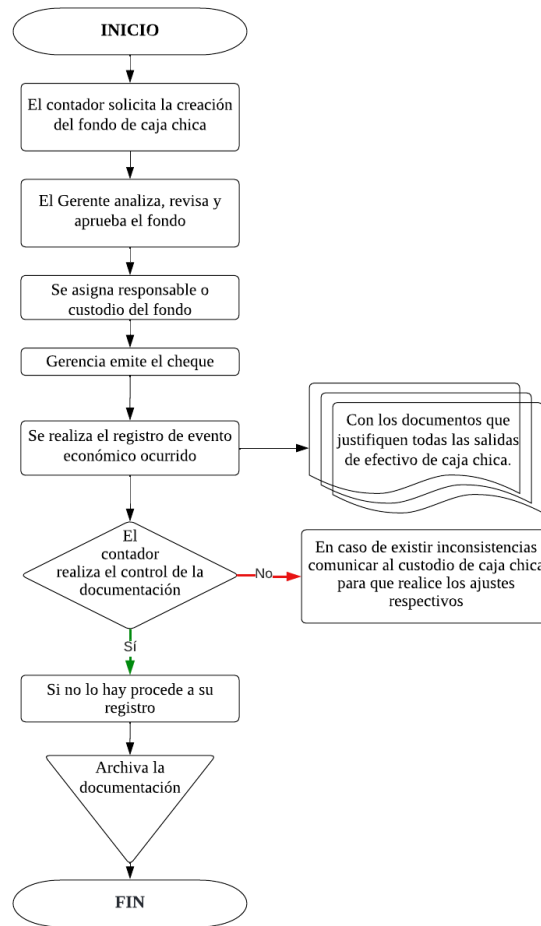 INICIO
El contador solicita la creación
del fondo de caja chica
El Gerente analiza, revisa y
aprueba el fondo
Se asigna responsable o
custodio del fondo
Gerencia emite el cheque
Se realiza el registro de evento
económico ocurrido
Con los documentos que
justifiquen todas las salidas
de efectivo de caja chica.
El
contador
realiza el control de la
documentación
No
En caso de existir inconsistencias
comunicar al custodio de caja chica
para que realice los ajustes
respectivos
Sí
Si no lo hay procede a su
registro
Archiva la
documentación
FIN